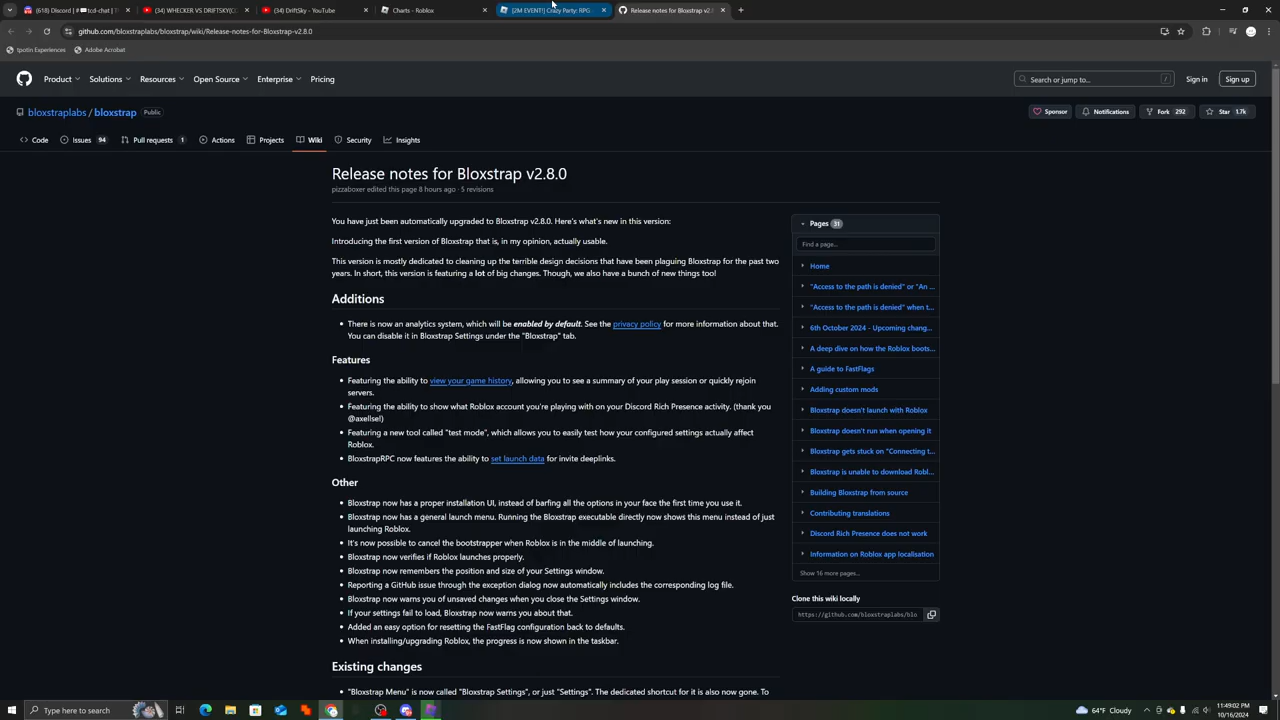 (618) Discord | #tcd-chat | T
(34) WHECKER VS DRIFTSKY(C
(34) DriftSky - YouTube
Charts - Roblox
[2M EVENT!] Crazy Party: RPG
Release notes for Bloxstrap v2.8.0
github.com/bloxstraplabs/bloxstrap/wiki/Release-notes-for-Bloxstrap-v2.8.0
tpotin Experiences
Adobe Acrobat
Product
Solutions
Resources
Open Source
Enterprise
Pricing
Search or jump to...
/
Sign in
Sign up
bloxstraplabs / bloxstrap
Public
Sponsor
Notifications
Fork 292
Star 1.7k
Code
Issues 94
Pull requests 1
Actions
Projects
Wiki
Security
Insights
Release notes for Bloxstrap v2.8.0
pizzaboxer edited this page 8 hours ago · 5 revisions
You have just been automatically upgraded to Bloxstrap v2.8.0. Here's what's new in this version:
Introducing the first version of Bloxstrap that is, in my opinion, actually usable.
This version is mostly dedicated to cleaning up the terrible design decisions that have been plaguing Bloxstrap for the past two
years. In short, this version is featuring a lot of big changes. Though, we also have a bunch of new things too!
Additions
There is now an analytics system, which will be enabled by default. See the privacy policy for more information about that.
You can disable it in Bloxstrap Settings under the "Bloxstrap" tab.
Features
Featuring the ability to view your game history, allowing you to see a summary of your play session or quickly rejoin
servers.
Featuring the ability to show what Roblox account you're playing with on your Discord Rich Presence activity. (thank you
@axellse!)
Featuring a new tool called "test mode", which allows you to easily test how your configured settings actually affect
Roblox.
BloxstrapRPC now features the ability to set launch data for invite deeplinks.
Other
Bloxstrap now has a proper installation UI, instead of barfing all the options in your face the first time you use it.
Bloxstrap now has a general launch menu. Running the Bloxstrap executable directly now shows this menu instead of just
launching Roblox.
It's now possible to cancel the bootstrapper when Roblox is in the middle of launching.
Bloxstrap now verifies if Roblox launches properly.
Bloxstrap now remembers the position and size of your Settings window.
Reporting a GitHub issue through the exception dialog now automatically includes the corresponding log file.
Bloxstrap now warns you of unsaved changes when you close the Settings window.
If your settings fail to load, Bloxstrap now warns you about that.
Added an easy option for resetting the FastFlag configuration back to defaults.
When installing/upgrading Roblox, the progress is now shown in the taskbar.
Existing changes
"Bloxstrap Menu" is now called "Bloxstrap Settings", or just "Settings". The dedicated shortcut for it is also now gone. To
Pages 31
Find a page...
Home
"Access to the path is denied" or "An ...
"Access to the path is denied" when t...
6th October 2024 - Upcoming chang...
A deep dive on how the Roblox boots...
A guide to FastFlags
Adding custom mods
Bloxstrap doesn't launch with Roblox
Bloxstrap doesn't run when opening it
Bloxstrap gets stuck on "Connecting t...
Bloxstrap is unable to download Robl...
Building Bloxstrap from source
Contributing translations
Discord Rich Presence does not work
Information on Roblox app localisation
Show 16 more pages...
Clone this wiki locally
https://github.com/bloxstraplabs/blo
Type here to search
64°F Cloudy
11:49:02 PM
10/16/2024